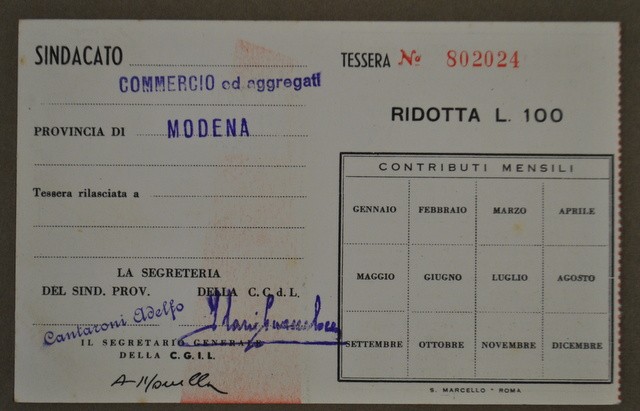 SINDACATO
COMMERCIO ed aggregati
PROVINCIA DI MODENA
Tessera rilasciata a
LA SEGRETERIA
DEL SIND. PROV. DELLA C. C. d. L.
Cantaroni Adelfo
IL SEGRETARIO GENERALE
DELLA C.G.I.L.
TESSERA No 802024
RIDOTTA L. 100
CONTRIBUTI MENSILI
GENNAIO FEBBRAIO MARZO APRILE
MAGGIO GIUGNO LUGLIO AGOSTO
SETTEMBRE OTTOBRE NOVEMBRE DICEMBRE
S. MARCELLO - ROMA